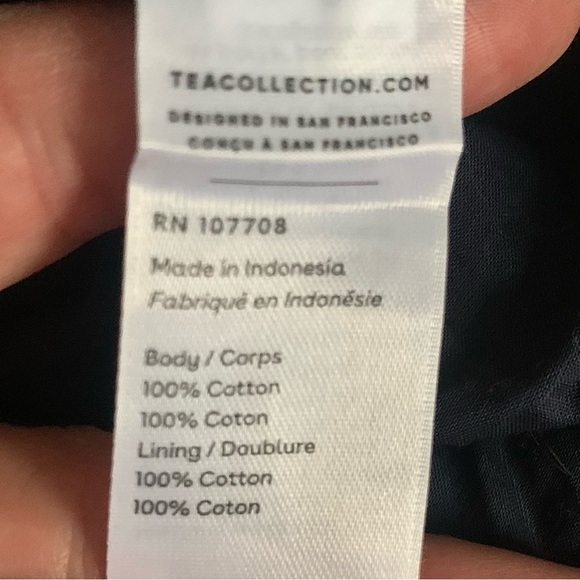 TEACOLLECTION.COM
DESIGNED IN SAN FRANCISCO
CONÇU À SAN FRANCISCO
RN 107708
Made in Indonesia
Fabriqué en Indonésie
Body / Corps
100% Cotton
100% Coton
Lining / Doublure
100% Cotton
100% Coton